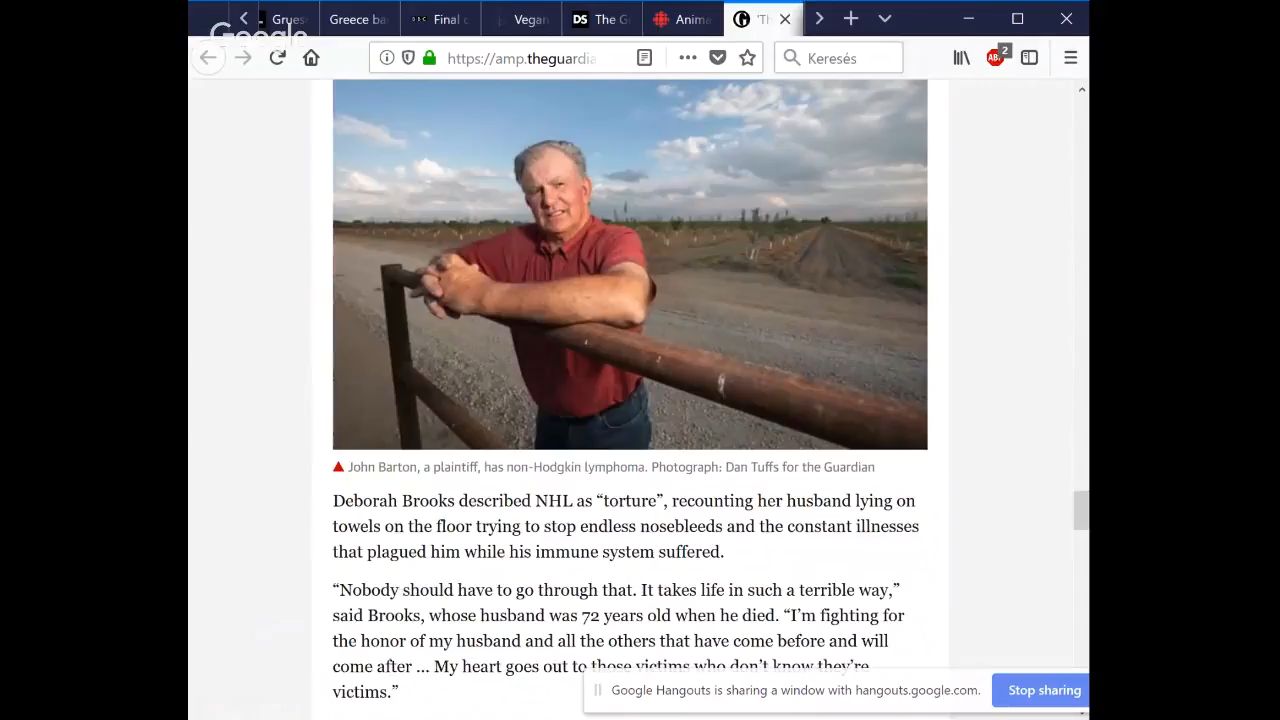 Grues
Greece ba
BBC Final c
Vegan
DS The G
Anima
'Th
Google
https://amp.theguardia
Keresés
ABP 2
John Barton, a plaintiff, has non-Hodgkin lymphoma. Photograph: Dan Tuffs for the Guardian
Deborah Brooks described NHL as “torture”, recounting her husband lying on
towels on the floor trying to stop endless nosebleeds and the constant illnesses
that plagued him while his immune system suffered.
“Nobody should have to go through that. It takes life in such a terrible way,”
said Brooks, whose husband was 72 years old when he died. “I’m fighting for
the honor of my husband and all the others that have come before and will
come after ... My heart goes out to those victims who don’t know they’re
victims.”
Google Hangouts is sharing a window with hangouts.google.com.
Stop sharing